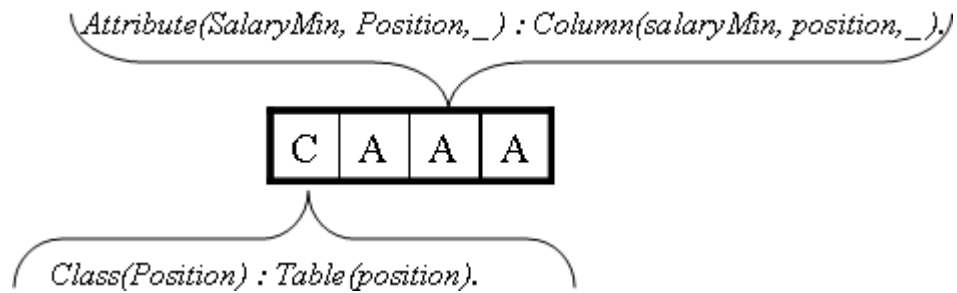 Attribute(SalaryMin, Position,_) : Column(salaryMin, position,_).
C A A A
Class(Position) : Table(position).